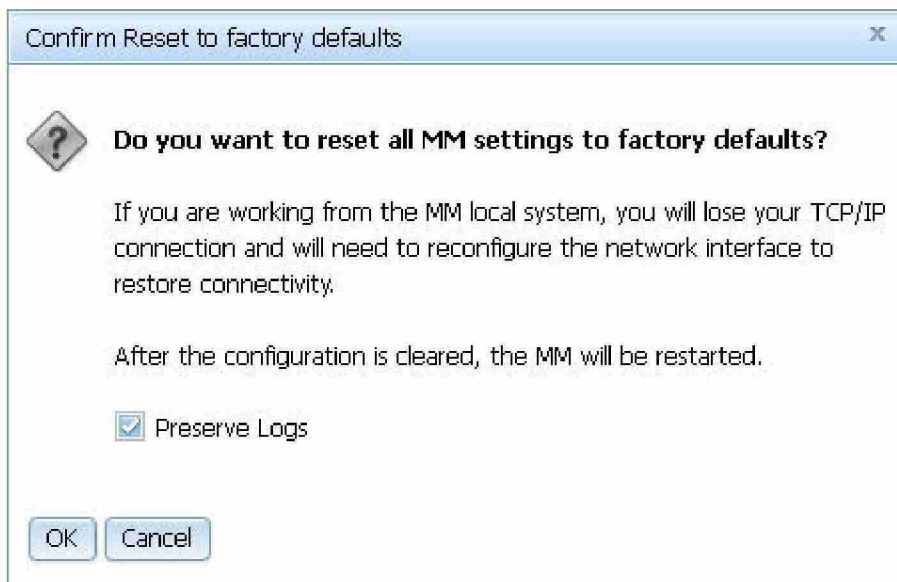 Confirm Reset to factory defaults x
?
Do you want to reset all MM settings to factory defaults?
If you are working from the MM local system, you will lose your TCP/IP
connection and will need to reconfigure the network interface to
restore connectivity.
After the configuration is cleared, the MM will be restarted.
Preserve Logs
OK Cancel